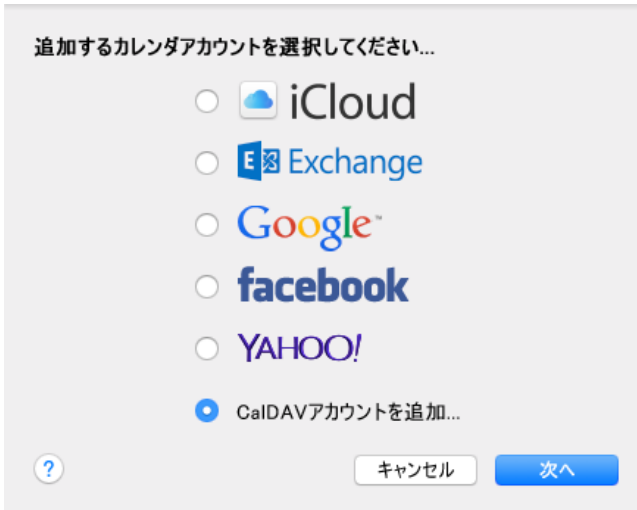 追加するカレンダアカウントを選択してください...
iCloud
E Exchange
Google™
facebook
YAHOO!
CalDAVアカウントを追加...
? キャンセル 次へ